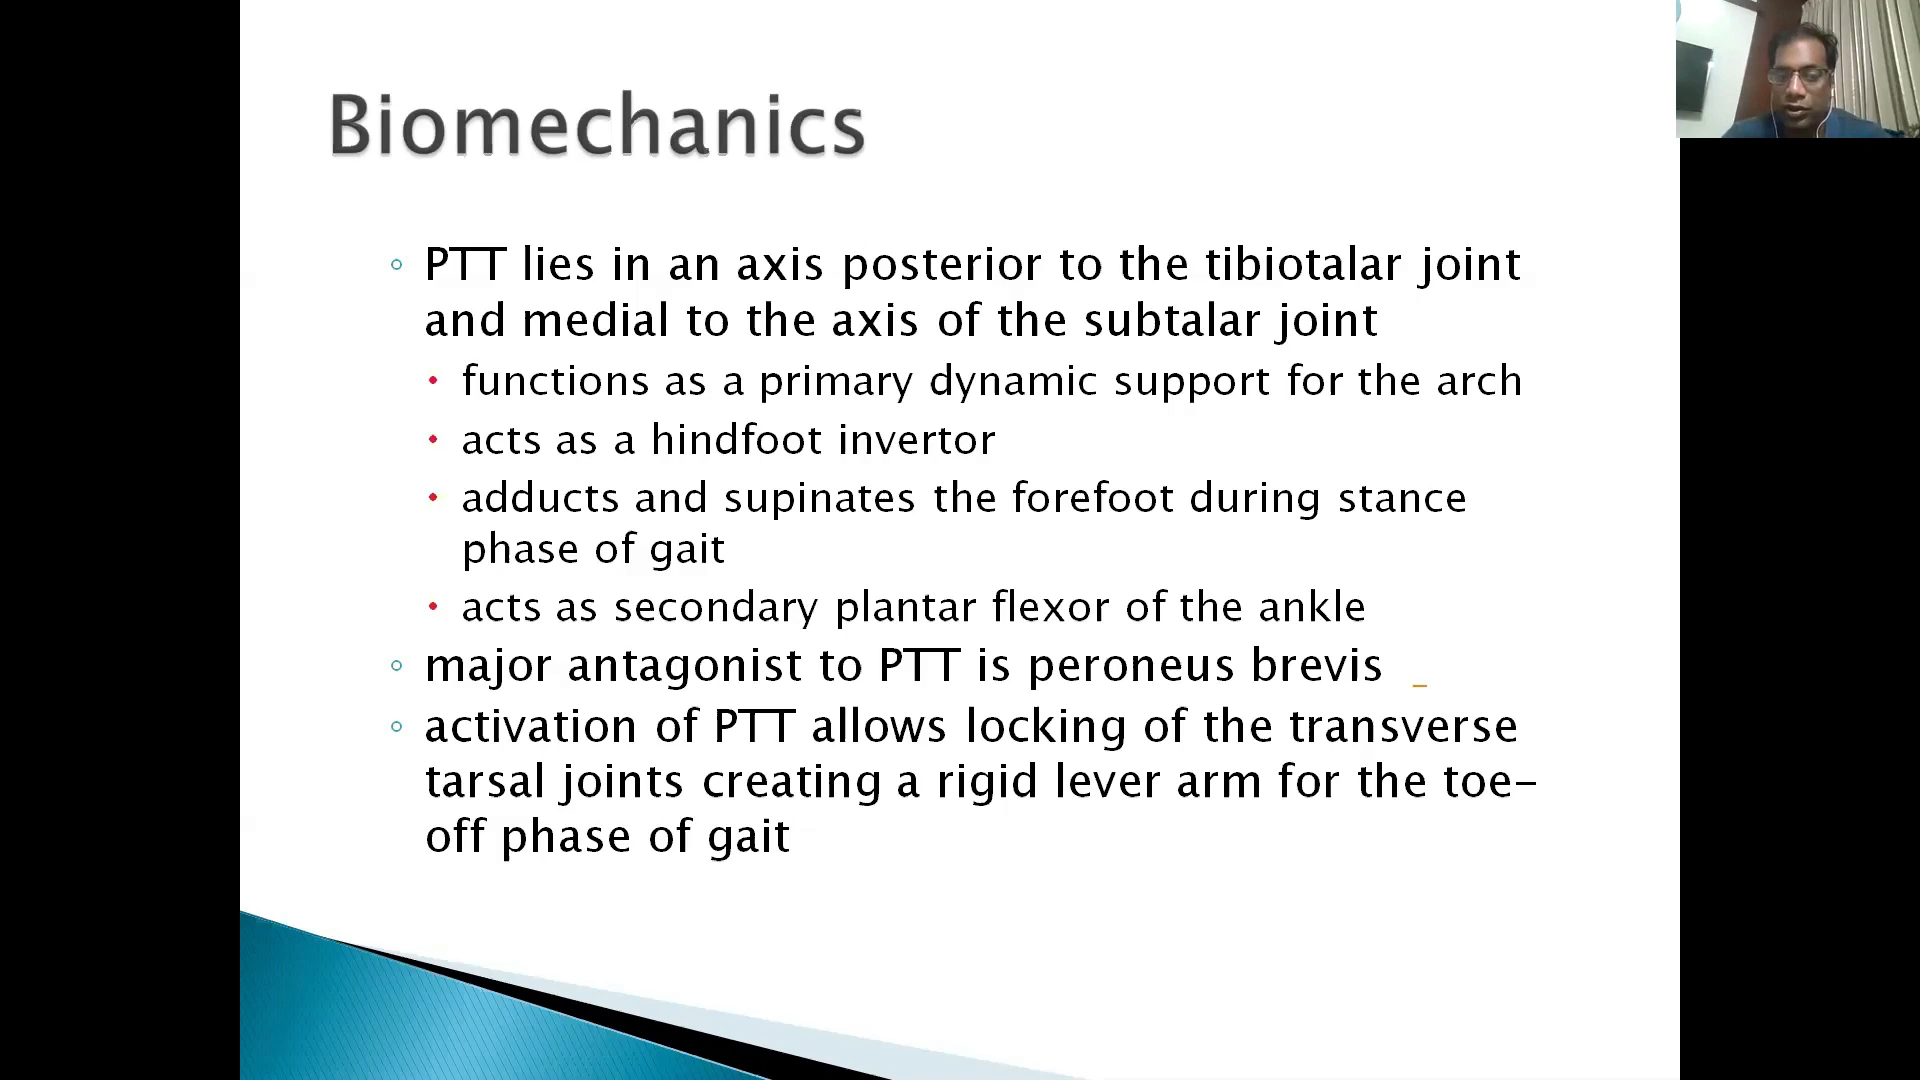 Biomechanics
PTT lies in an axis posterior to the tibiotalar joint
and medial to the axis of the subtalar joint
functions as a primary dynamic support for the arch
acts as a hindfoot invertor
adducts and supinates the forefoot during stance
phase of gait
acts as secondary plantar flexor of the ankle
major antagonist to PTT is peroneus brevis _
activation of PTT allows locking of the transverse
tarsal joints creating a rigid lever arm for the toe-
off phase of gait